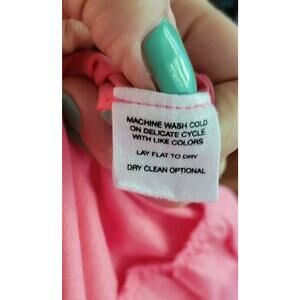 MACHINE WASH COLD
ON DELICATE CYCLE
WITH LIKE COLORS
LAY FLAT TO DRY
DRY CLEAN OPTIONAL